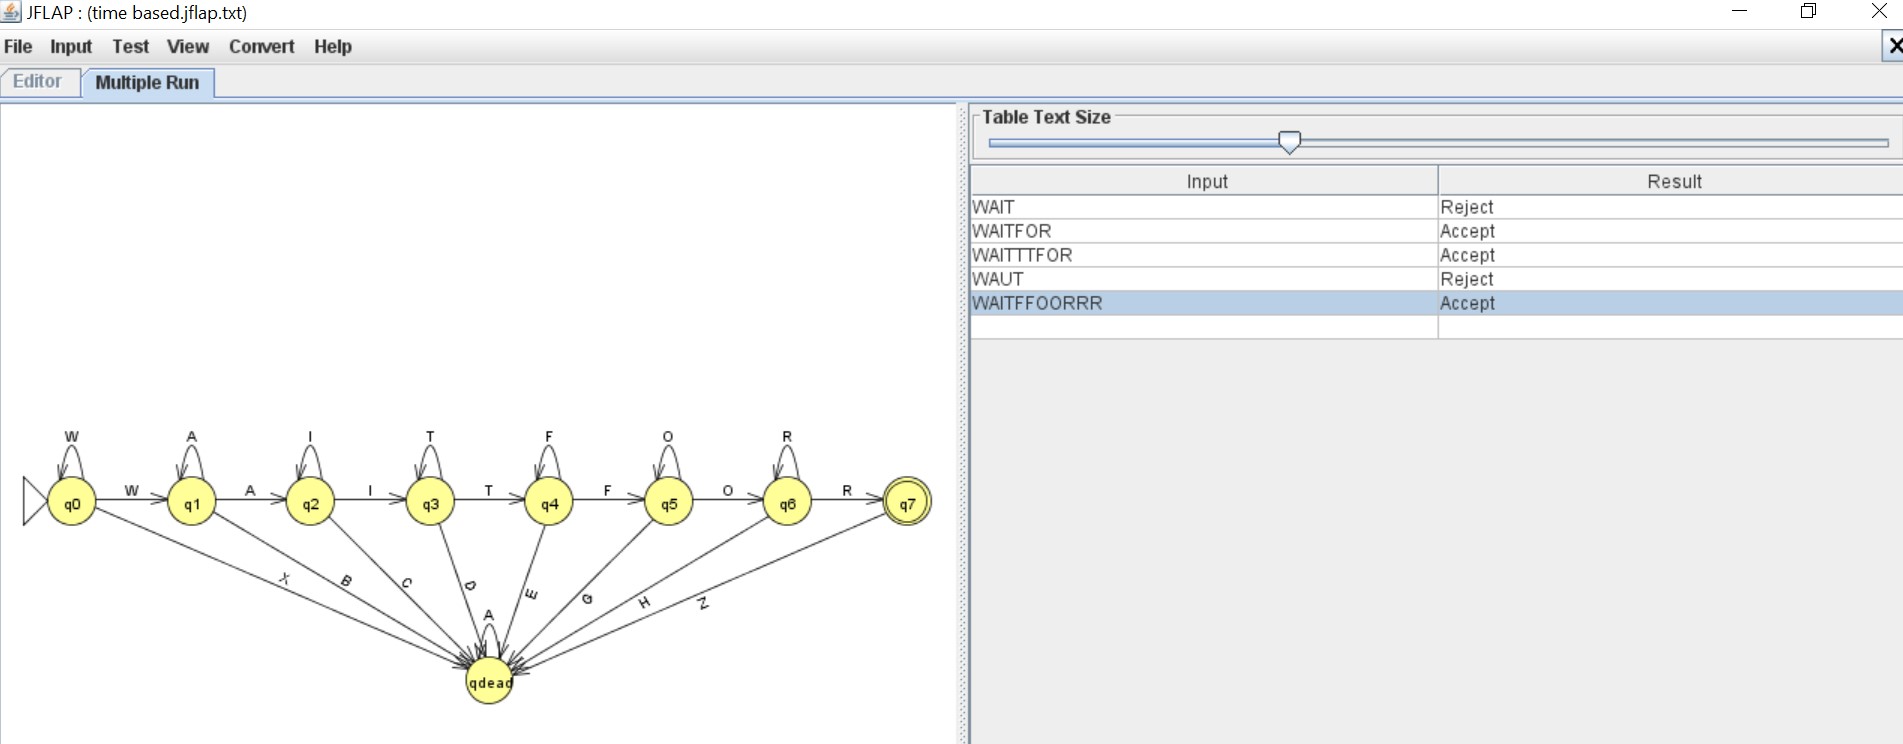 JFLAP : (time based.jflap.txt)
File Input Test View Convert Help
Editor Multiple Run
Table Text Size
Input Result
WAIT Reject
WAITFOR Accept
WAITTTFOR Accept
WAUT Reject
WAITFFOORRR Accept
W A I T F O R
W A I T F O R
q0 q1 q2 q3 q4 q5 q6 q7
X B C D E G H Z
A
qdead